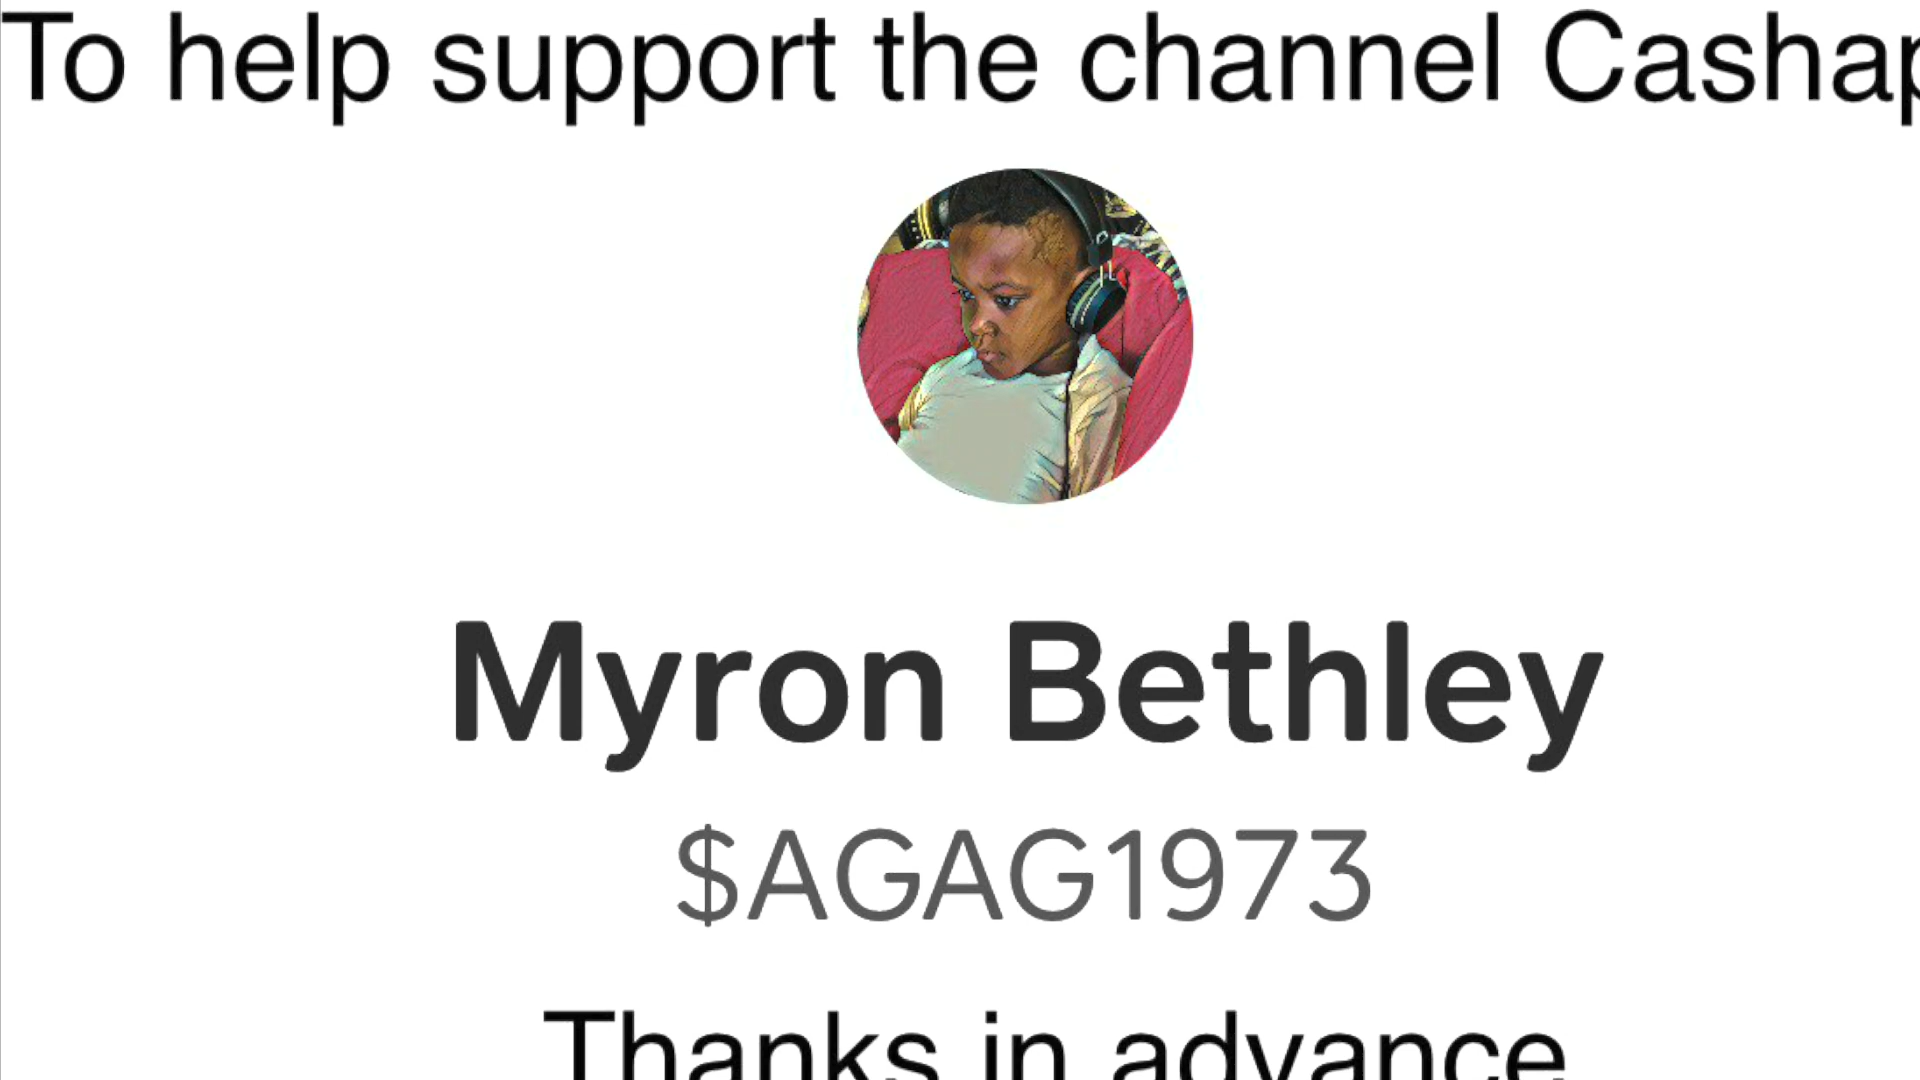 To help support the channel Cashap
Myron Bethley
$AGAG1973
Thanks in advance